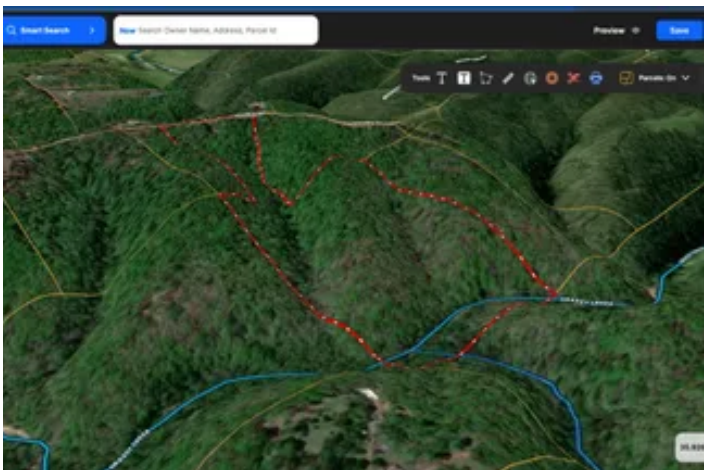 Smart Search
New Search Owner Name, Address, Parcel Id
Preview
Save
Tools
T
T
Parcels: On